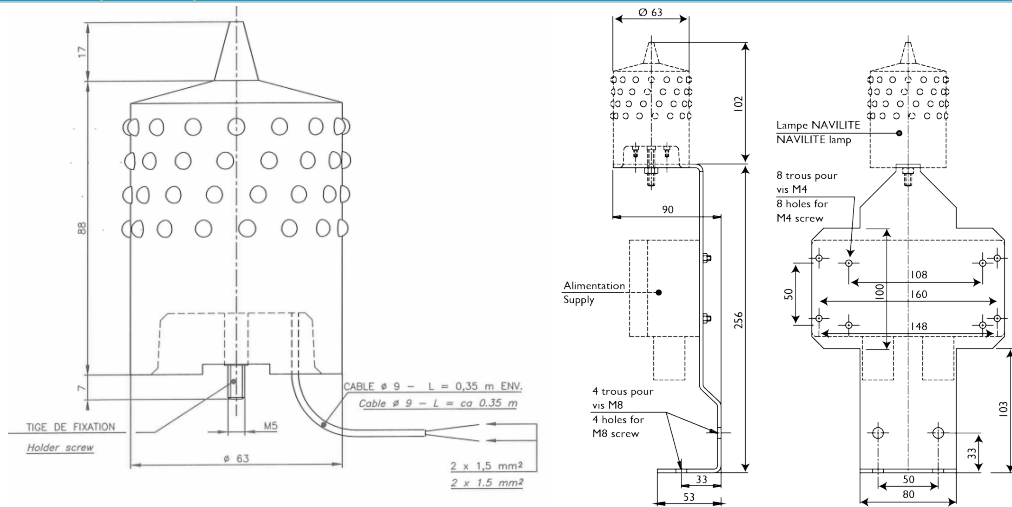 17
88
7
TIGE DE FIXATION
Holder screw
M5
ø 63
CABLE ø 9 – L = 0,35 m ENV.
Cable ø 9 – L = ca 0.35 m
2 x 1,5 mm²
2 x 1.5 mm²
Ø 63
102
90
Alimentation
Supply
256
4 trous pour
vis M8
4 holes for
M8 screw
33
53
Lampe NAVILITE
NAVILITE lamp
8 trous pour
vis M4
8 holes for
M4 screw
50
108
100
160
148
103
33
50
80